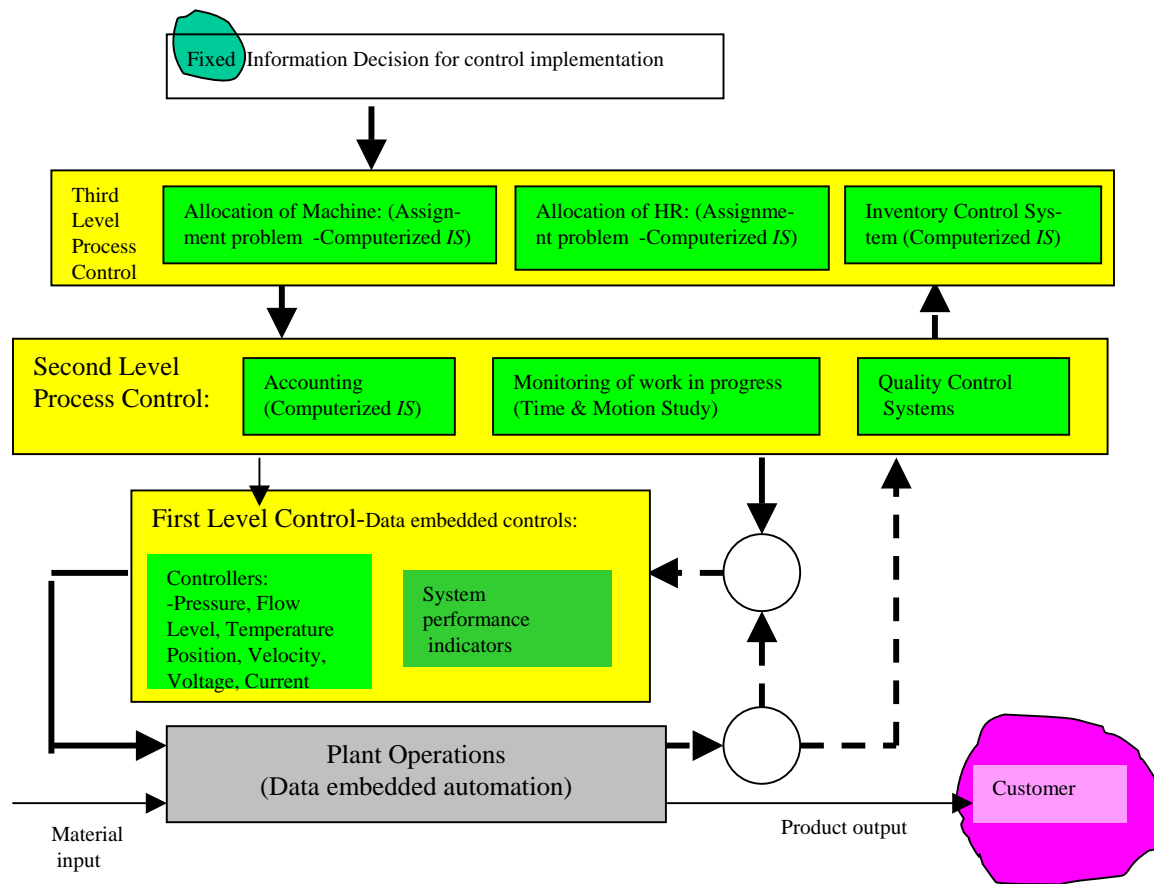 Fixed Information Decision for control implementation
Third
Level
Process
Control
Allocation of Machine: (Assign-
ment problem -Computerized IS)
Allocation of HR: (Assignme-
nt problem -Computerized IS)
Inventory Control Sys-
tem (Computerized IS)
Second Level
Process Control:
Accounting
(Computerized IS)
Monitoring of work in progress
(Time & Motion Study)
Quality Control
Systems
First Level Control-Data embedded controls:
Controllers:
-Pressure, Flow
Level, Temperature
Position, Velocity,
Voltage, Current
System
performance
indicators
Plant Operations
(Data embedded automation)
Customer
Material
input
Product output